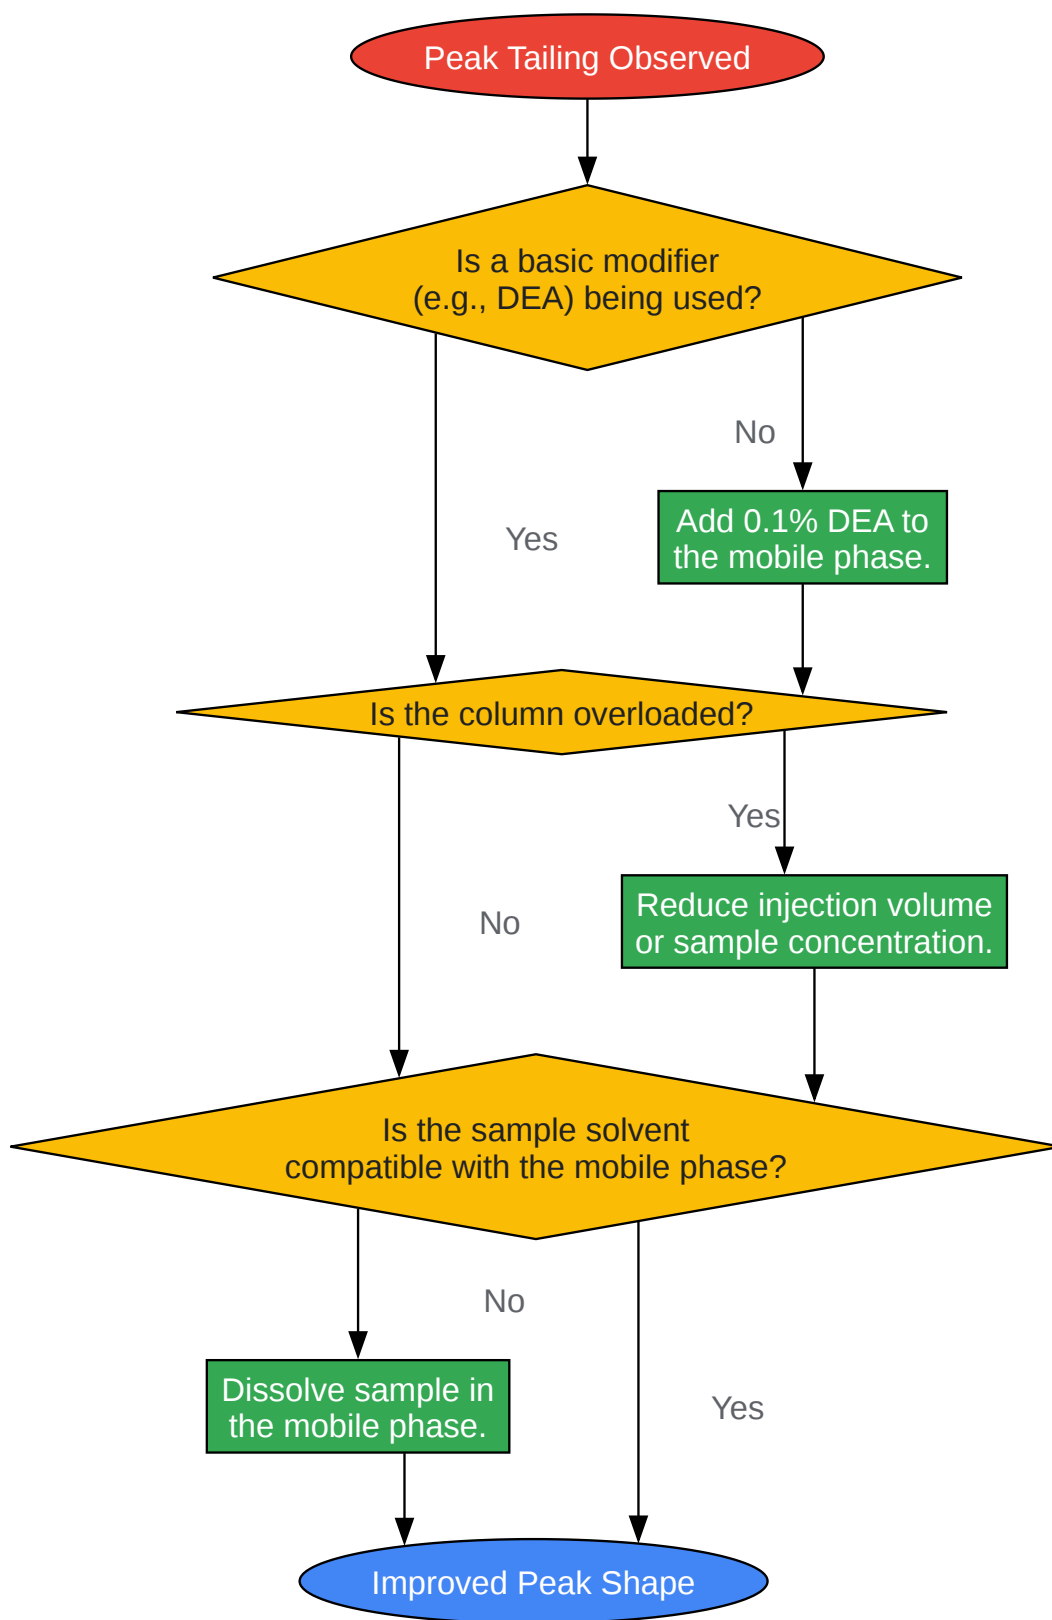 Peak Tailing Observed
Is a basic modifier
(e.g., DEA) being used?
No
Add 0.1% DEA to
the mobile phase.
Yes
Is the column overloaded?
Yes
Reduce injection volume
or sample concentration.
No
Is the sample solvent
compatible with the mobile phase?
No
Dissolve sample in
the mobile phase.
Yes
Improved Peak Shape